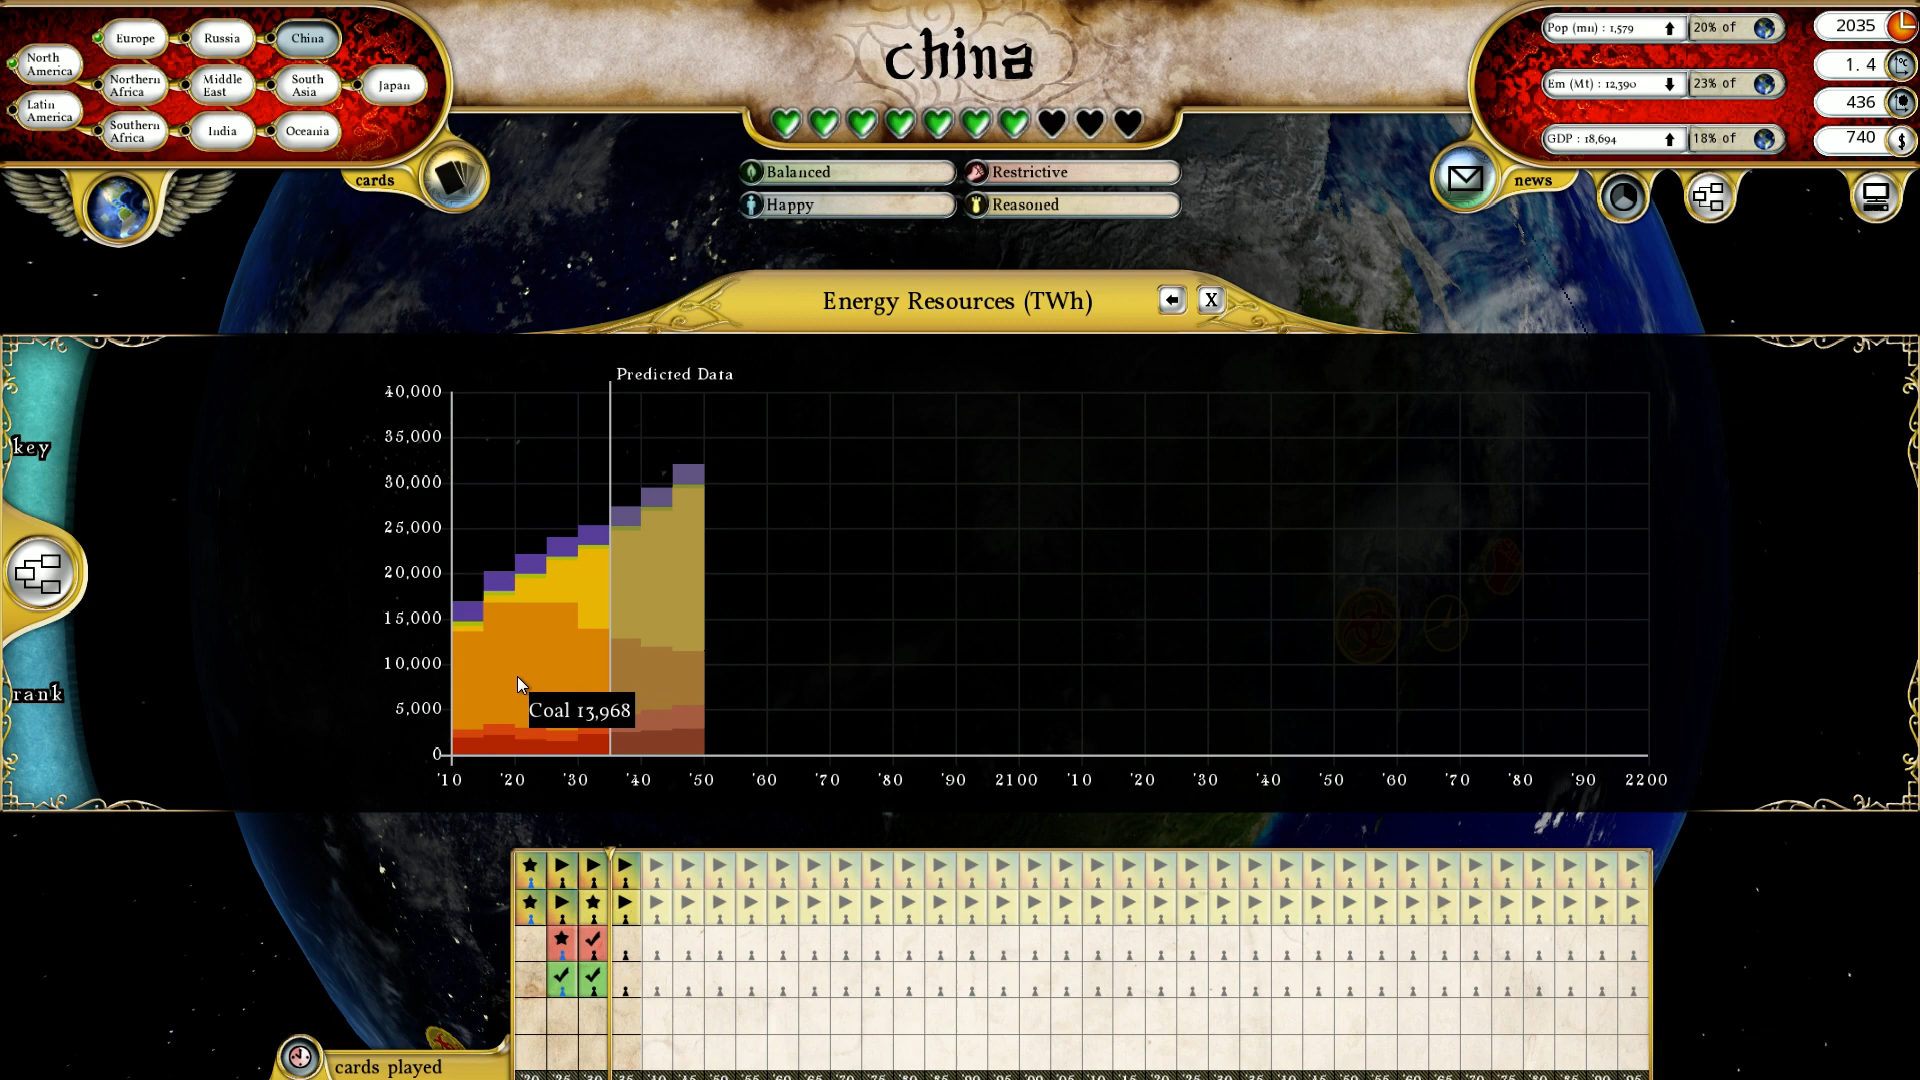 Europe
Russia
China
North America
Northern Africa
Middle East
South Asia
Japan
Latin America
Southern Africa
India
Oceania
cards
china
Balanced
Restrictive
Happy
Reasoned
Pop (mn) : 1,579
20% of
2035
Em (Mt) : 12,390
23% of
1. 4
°C
436
GDP : 18,694
18% of
740
$
news
Energy Resources (TWh)
X
key
rank
Predicted Data
40,000
35,000
30,000
25,000
20,000
15,000
10,000
5,000
0
Coal 13,968
'10 '20 '30 '40 '50 '60 '70 '80 '90 2100 '10 '20 '30 '40 '50 '60 '70 '80 '90 2200
cards played